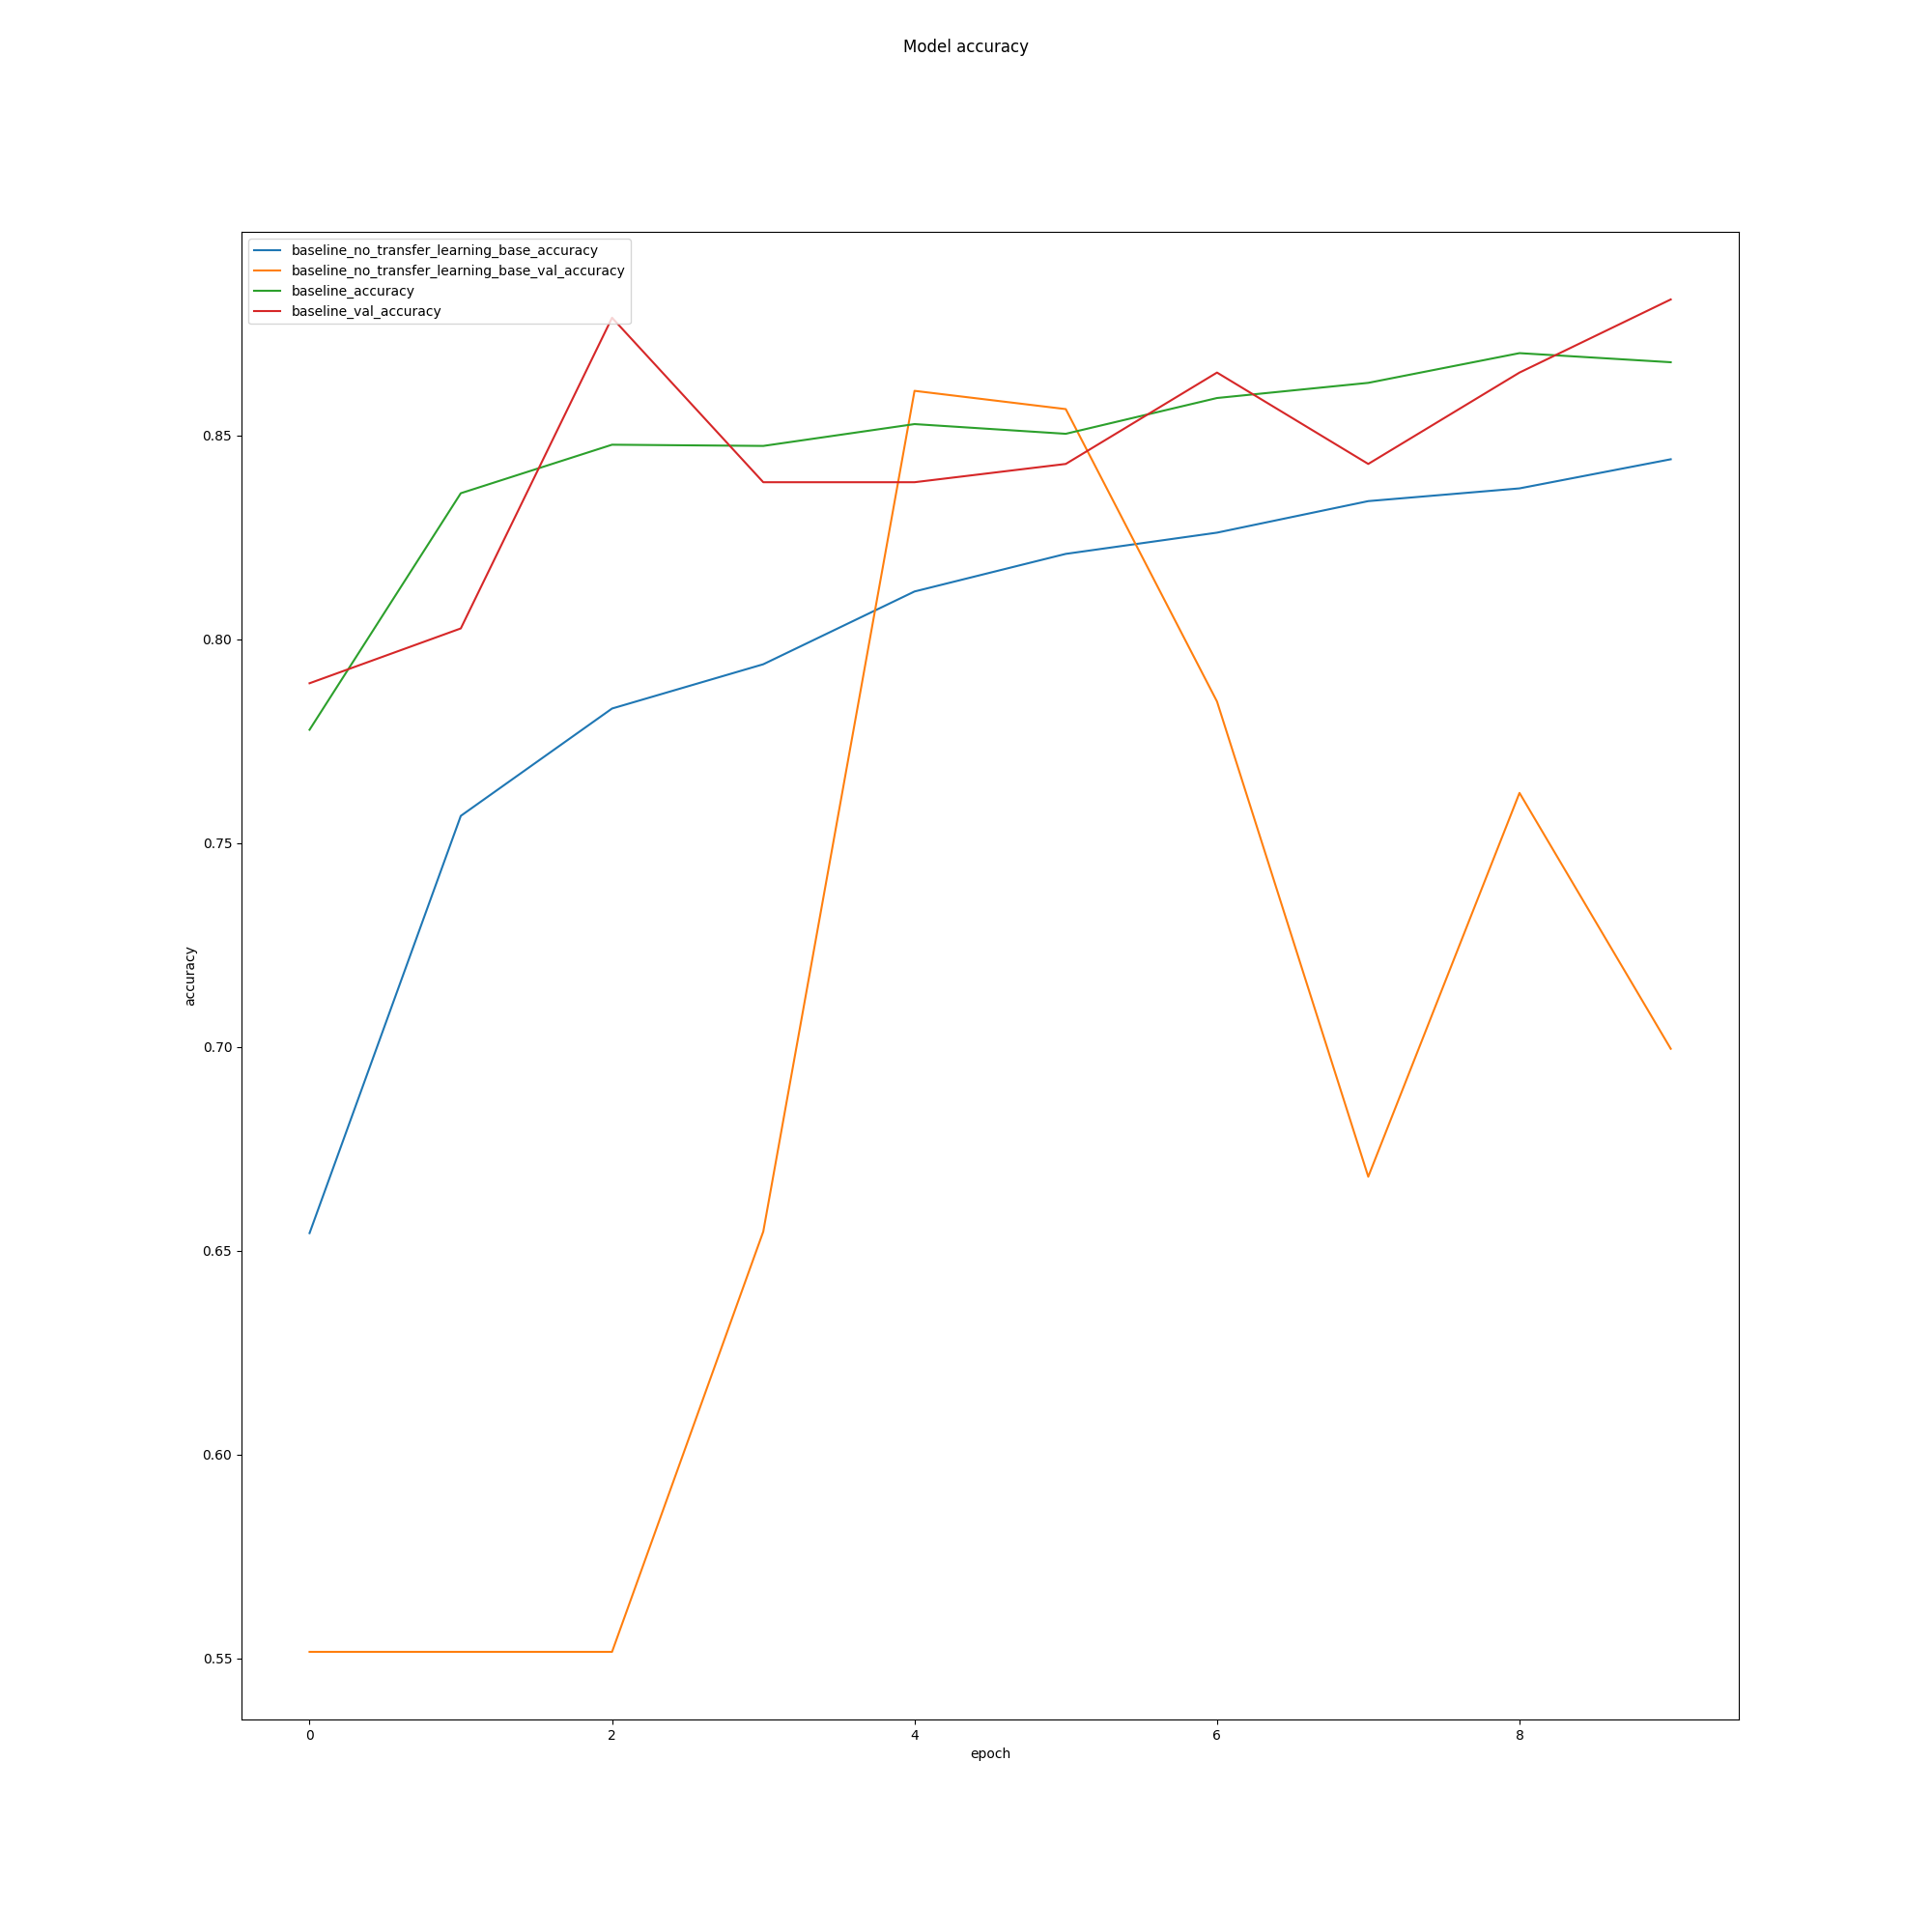 Model accuracy
baseline_no_transfer_learning_base_accuracy
baseline_no_transfer_learning_base_val_accuracy
baseline_accuracy
baseline_val_accuracy
0.85
0.80
0.75
0.70
0.65
0.60
0.55
accuracy
0 2 4 6 8
epoch